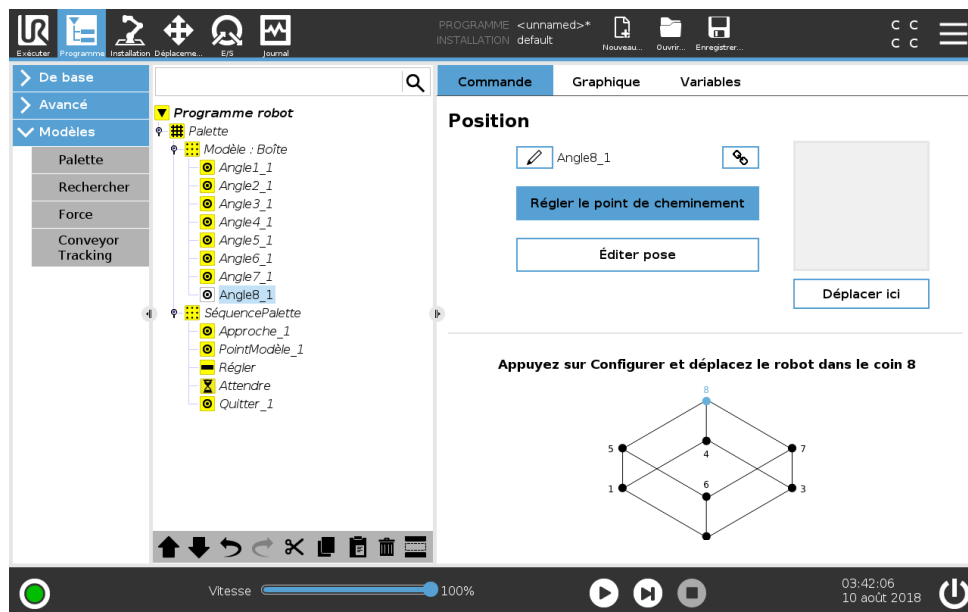 UR
PROGRAMME <unnamed>*
INSTALLATION default
C C
C C
Exécuter Programme Installation Déplaceme... E/S Journal
Nouveau... Ouvrir... Enregistrer...
De base
Avancé
Modèles
Palette
Rechercher
Force
Conveyor
Tracking
Programme robot
Palette
Modèle : Boîte
Angle1_1
Angle2_1
Angle3_1
Angle4_1
Angle5_1
Angle6_1
Angle7_1
Angle8_1
SéquencePalette
Approche_1
PointModèle_1
Régler
Attendre
Quitter_1
Commande Graphique Variables
Position
Angle8_1
Régler le point de cheminement
Éditer pose
Déplacer ici
Appuyez sur Configurer et déplacez le robot dans le coin 8
8
5
7
4
6
1
3
Vitesse
100%
03:42:06
10 août 2018